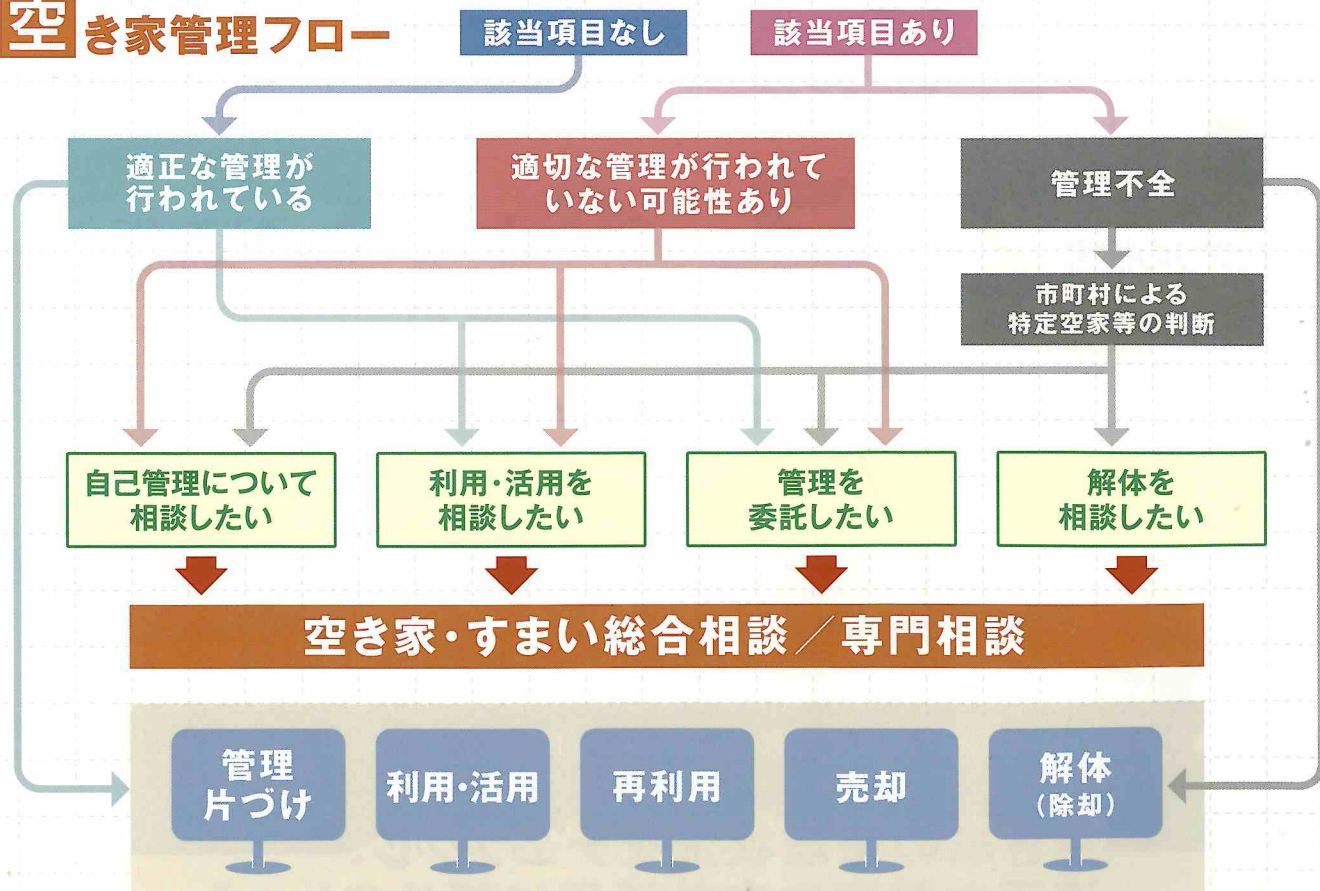 空き家管理フロー
該当項目なし
該当項目あり
適正な管理が
行われている
適切な管理が行われて
いない可能性あり
管理不全
市町村による
特定空家等の判断
自己管理について
相談したい
利用・活用を
相談したい
管理を
委託したい
解体を
相談したい
空き家・すまい総合相談／専門相談
管理
片づけ
利用・活用
再利用
売却
解体
（除却）